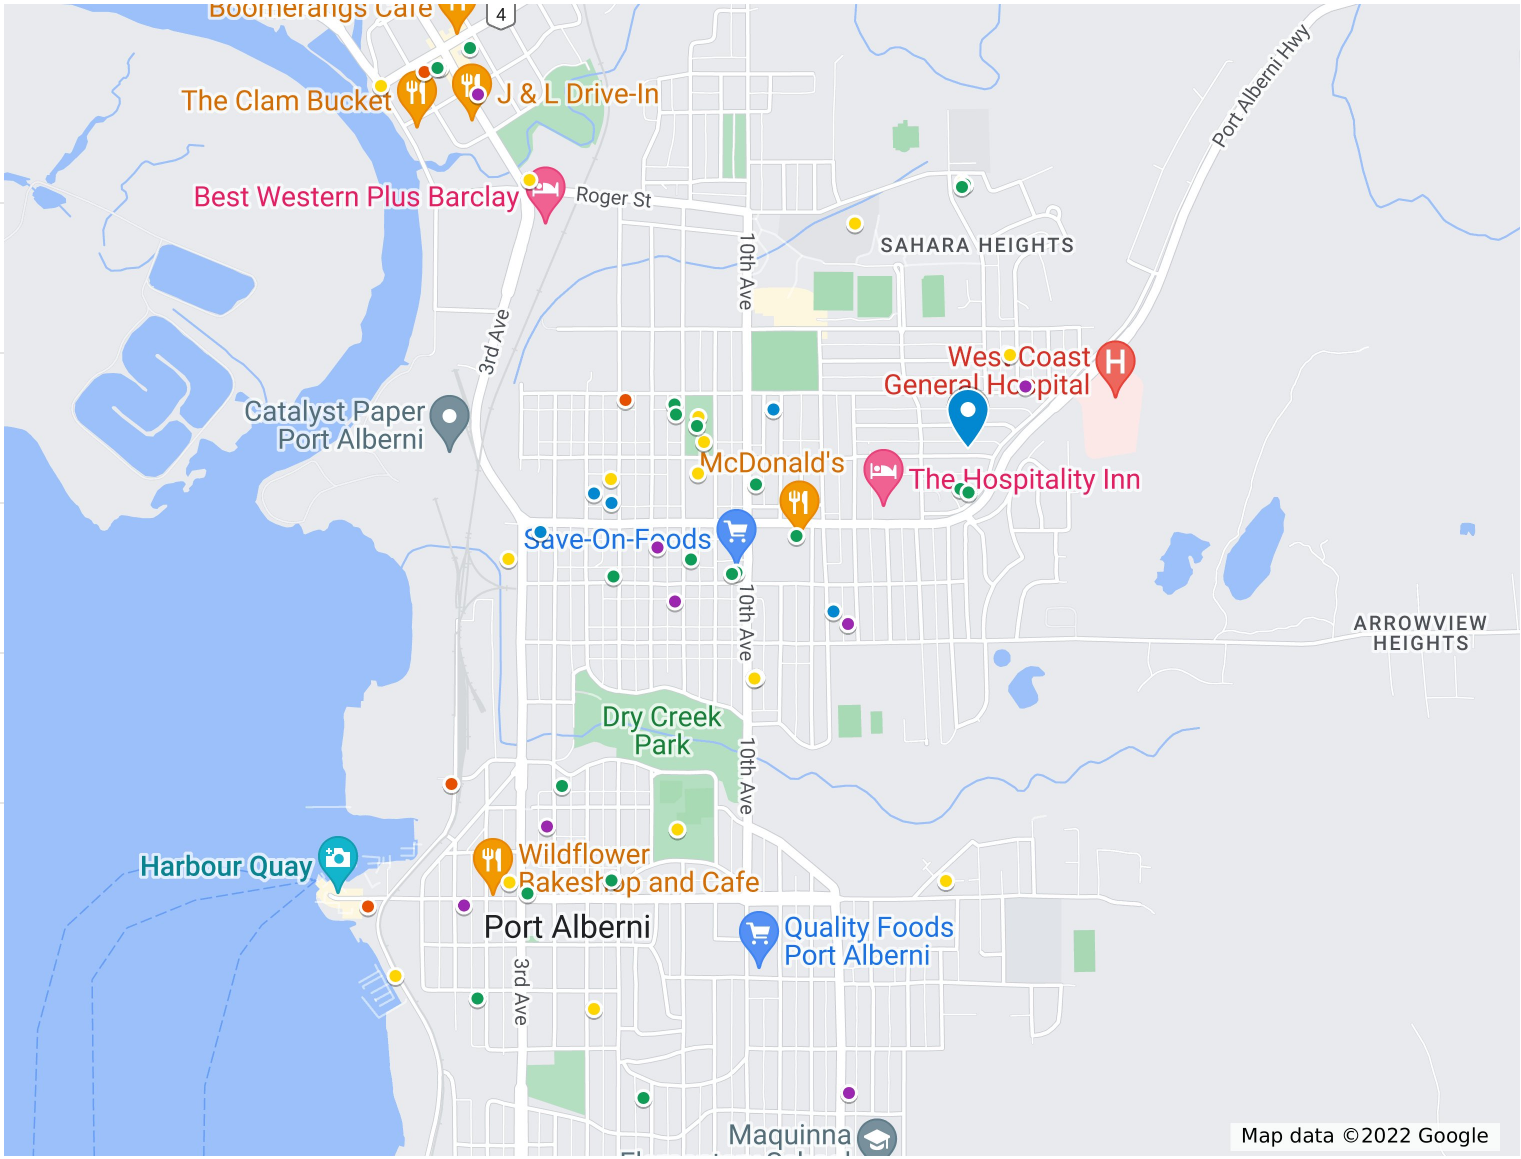 Boomerangs Cafe
4
The Clam Bucket
J & L Drive-In
Port Alberni Hwy
Best Western Plus Barclay
Roger St
SAHARA HEIGHTS
10th Ave
3rd Ave
West Coast
General Hospital
H
Catalyst Paper
Port Alberni
McDonald's
The Hospitality Inn
Save-On-Foods
10th Ave
ARROWVIEW
HEIGHTS
Dry Creek
Park
10th Ave
Harbour Quay
Wildflower
Bakeshop and Cafe
Port Alberni
Quality Foods
Port Alberni
3rd Ave
Maquinna
Map data ©2022 Google